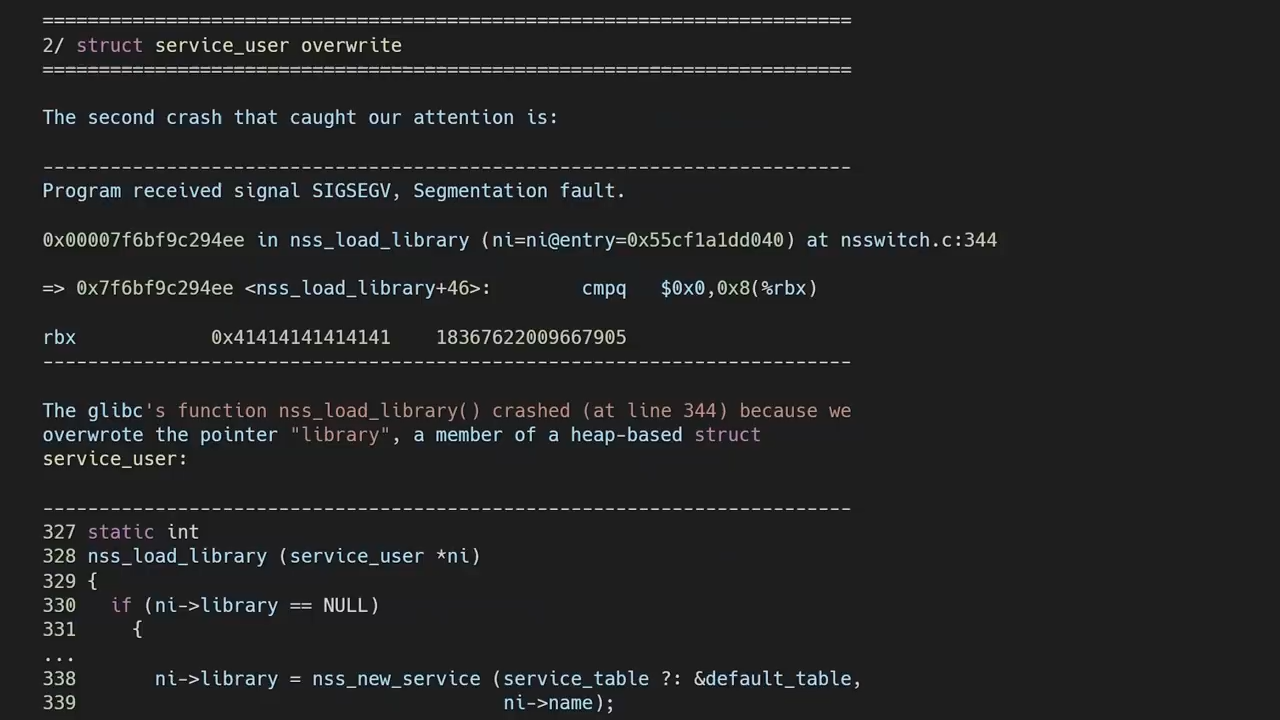 ========================================================================
2/ struct service_user overwrite
========================================================================
The second crash that caught our attention is:
------------------------------------------------------------------------
Program received signal SIGSEGV, Segmentation fault.
0x00007f6bf9c294ee in nss_load_library (ni=ni@entry=0x55cf1a1dd040) at nsswitch.c:344
=> 0x7f6bf9c294ee <nss_load_library+46>:        cmpq   $0x0,0x8(%rbx)
rbx            0x41414141414141    18367622009667905
------------------------------------------------------------------------
The glibc's function nss_load_library() crashed (at line 344) because we
overwrote the pointer "library", a member of a heap-based struct
service_user:
------------------------------------------------------------------------
327 static int
328 nss_load_library (service_user *ni)
329 {
330   if (ni->library == NULL)
331     {
...
338       ni->library = nss_new_service (service_table ?: &default_table,
339                                      ni->name);